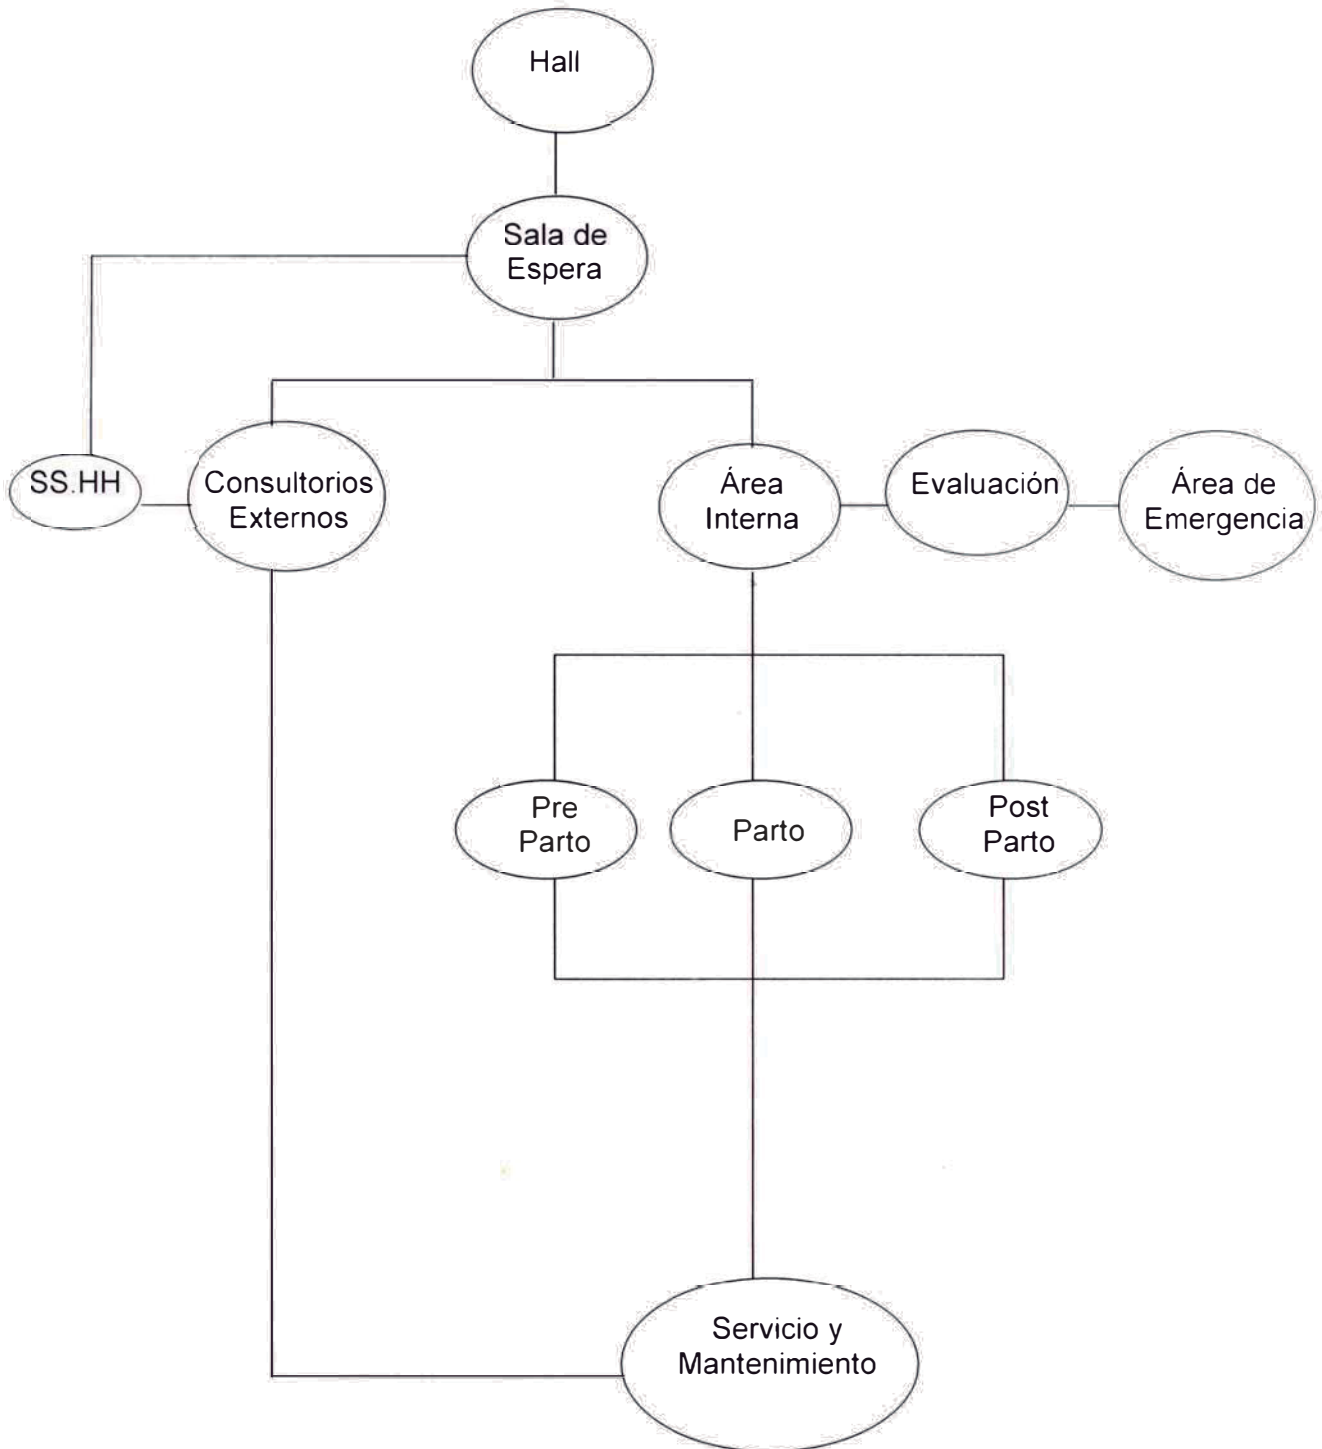 Hall
Sala de
Espera
SS.HH
Consultorios
Externos
Área
Interna
Evaluación
Área de
Emergencia
Pre
Parto
Parto
Post
Parto
Servicio y
Mantenimiento